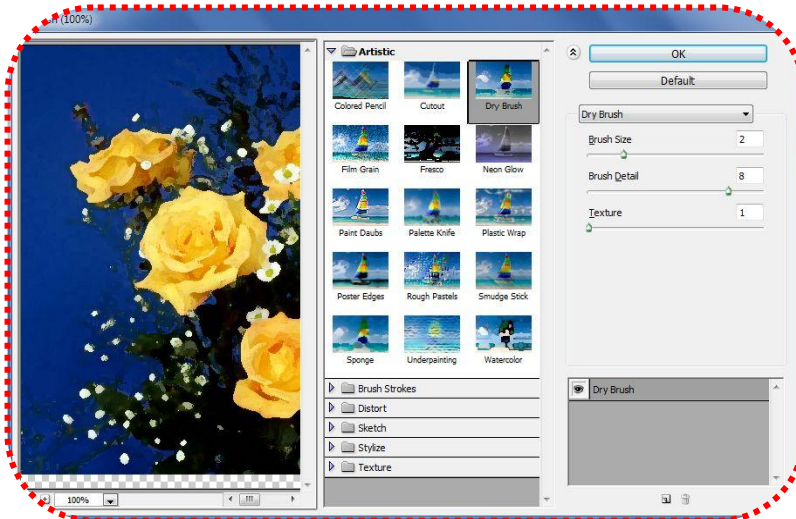 (100%)
Artistic
Colored Pencil
Cutout
Dry Brush
Film Grain
Fresco
Neon Glow
Paint Daubs
Palette Knife
Plastic Wrap
Poster Edges
Rough Pastels
Smudge Stick
Sponge
Underpainting
Watercolor
Brush Strokes
Distort
Sketch
Stylize
Texture
100%
OK
Default
Dry Brush
Brush Size 2
Brush Detail 8
Texture 1
Dry Brush